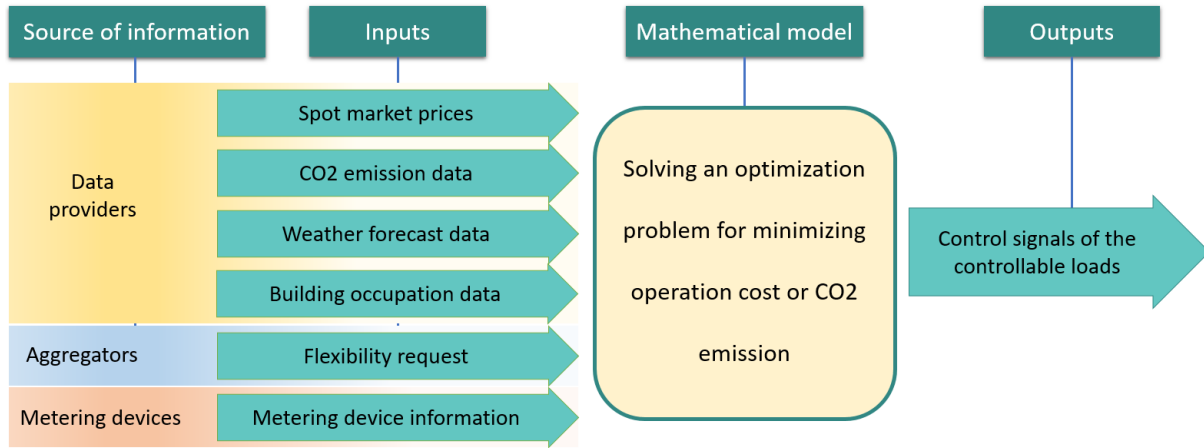 Source of information
Inputs
Mathematical model
Outputs
Data
providers
Spot market prices
CO2 emission data
Weather forecast data
Building occupation data
Aggregators
Flexibility request
Metering devices
Metering device information
Solving an optimization
problem for minimizing
operation cost or CO2
emission
Control signals of the
controllable loads